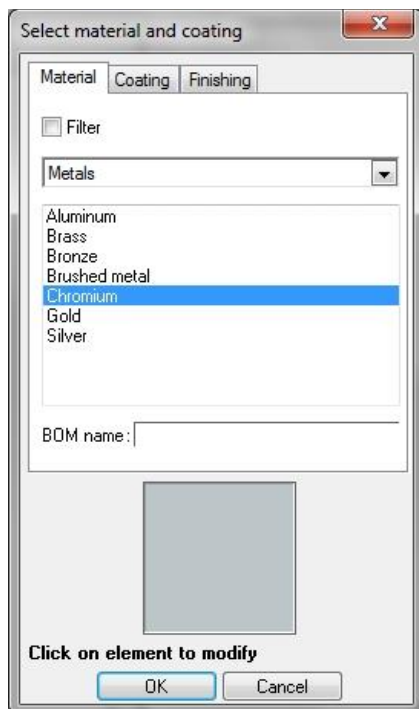 Select material and coating
Material Coating Finishing
Filter
Metals
Aluminum
Brass
Bronze
Brushed metal
Chromium
Gold
Silver
BOM name:
Click on element to modify
OK Cancel